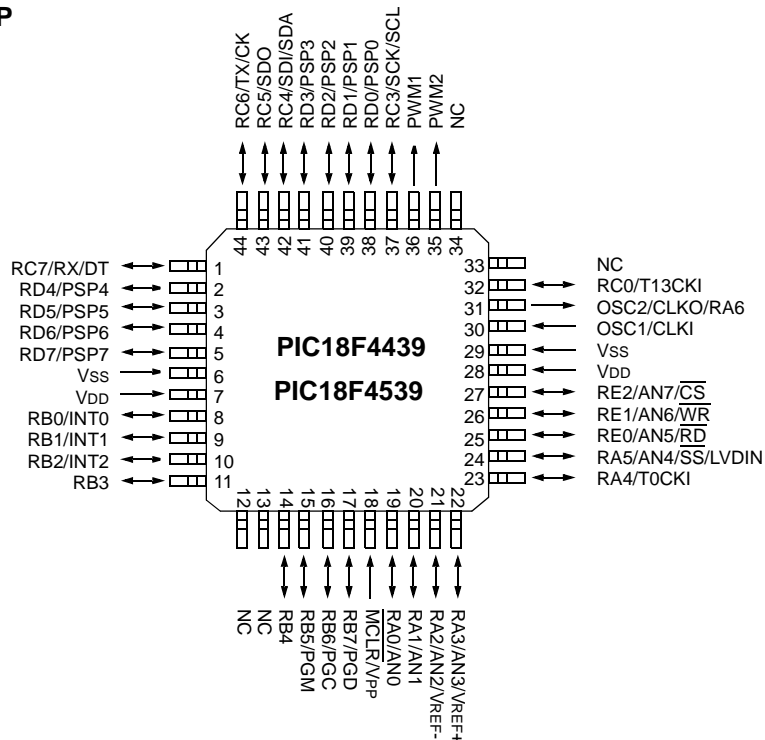 P
RC6/TX/CK
RC5/SDO
RC4/SDI/SDA
RD3/PSP3
RD2/PSP2
RD1/PSP1
RD0/PSP0
RC3/SCK/SCL
PWM1
PWM2
NC
44
43
42
41
40
39
38
37
36
35
34
RC7/RX/DT 1
RD4/PSP4 2
RD5/PSP5 3
RD6/PSP6 4
RD7/PSP7 5
VSS 6
VDD 7
RB0/INT0 8
RB1/INT1 9
RB2/INT2 10
RB3 11
PIC18F4439
PIC18F4539
33 NC
32 RC0/T13CKI
31 OSC2/CLKO/RA6
30 OSC1/CLKI
29 VSS
28 VDD
27 RE2/AN7/CS
26 RE1/AN6/WR
25 RE0/AN5/RD
24 RA5/AN4/SS/LVDIN
23 RA4/T0CKI
12
13
14
15
16
17
18
19
20
21
22
NC
NC
RB4
RB5/PGM
RB6/PGC
RB7/PGD
MCLR/VPP
RA0/AN0
RA1/AN1
RA2/AN2/VREF-
RA3/AN3/VREF+